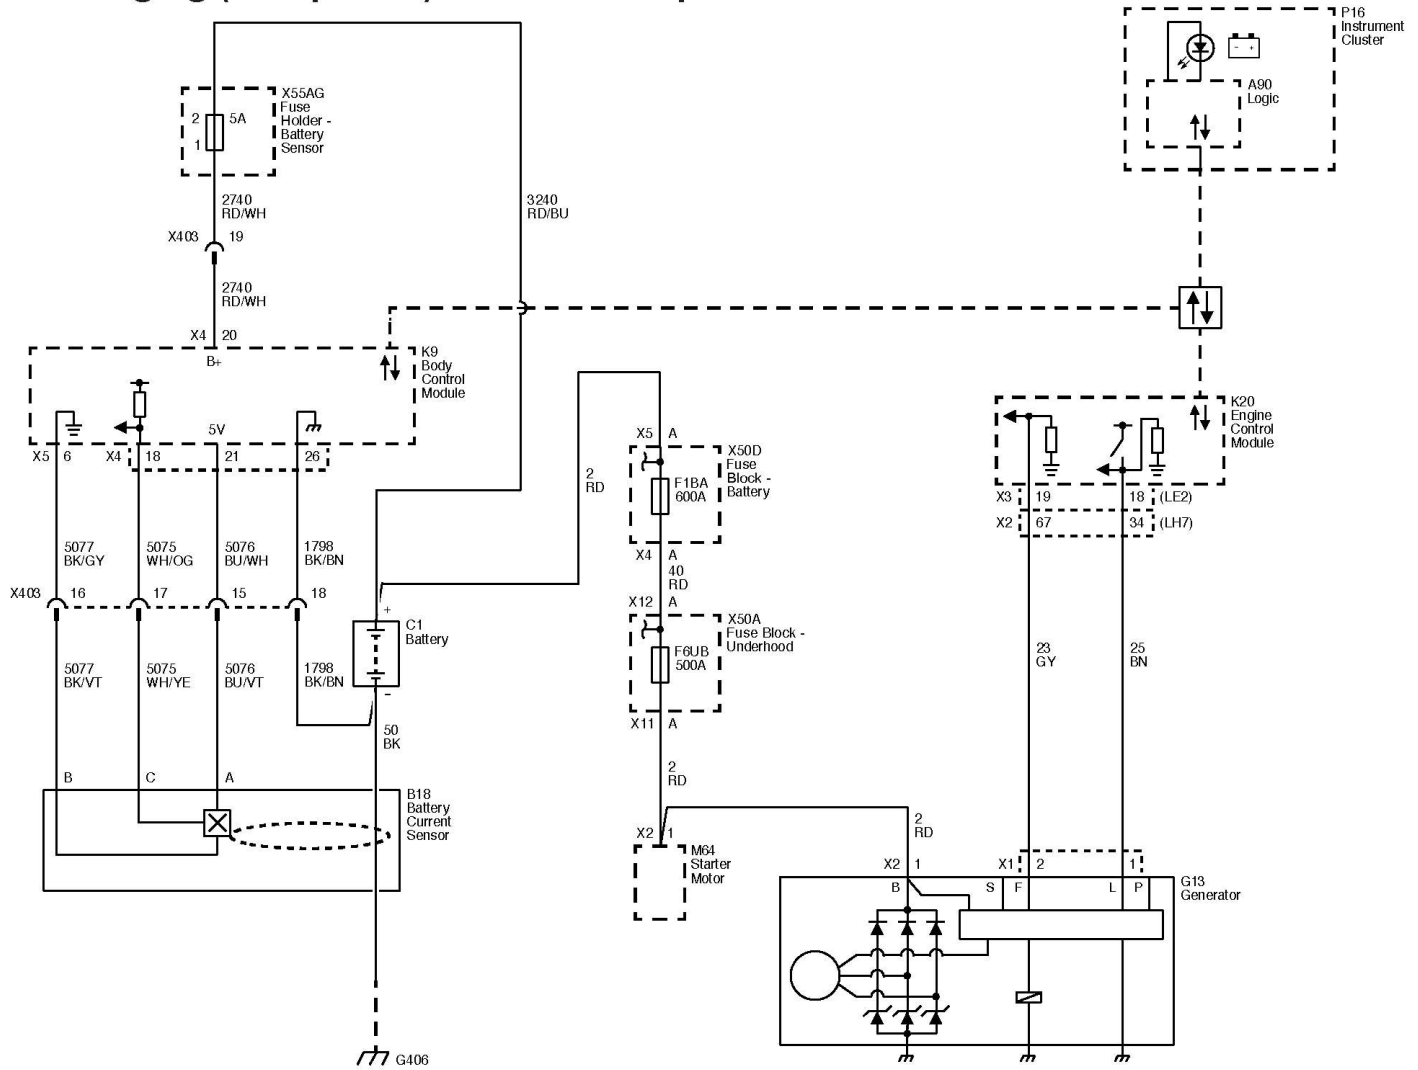 P16
Instrument
Cluster
- +
A90
Logic
X55AG
Fuse
Holder -
Battery
Sensor
2
5A
1
2740
RD/WH
3240
RD/BU
X403
19
2740
RD/WH
X4
20
B+
K9
Body
Control
Module
5V
X5
6
X4
18
21
26
K20
Engine
Control
Module
X5
A
X50D
Fuse
Block -
Battery
2
RD
F1BA
600A
X3
19
18
(LE2)
X2
67
34
(LH7)
X4
A
5077
BK/GY
5075
WH/OG
5076
BU/WH
1798
BK/BN
40
RD
X403
16
17
15
18
X12
A
X50A
Fuse Block -
Underhood
+
C1
Battery
-
F6UB
500A
23
GY
25
BN
5077
BK/VT
5075
WH/YE
5076
BU/VT
1798
BK/BN
X11
A
50
BK
2
RD
B
C
A
B18
Battery
Current
Sensor
X2
1
M64
Starter
Motor
2
RD
X2
1
X1
2
1
B
S
F
L
P
G13
Generator
G406